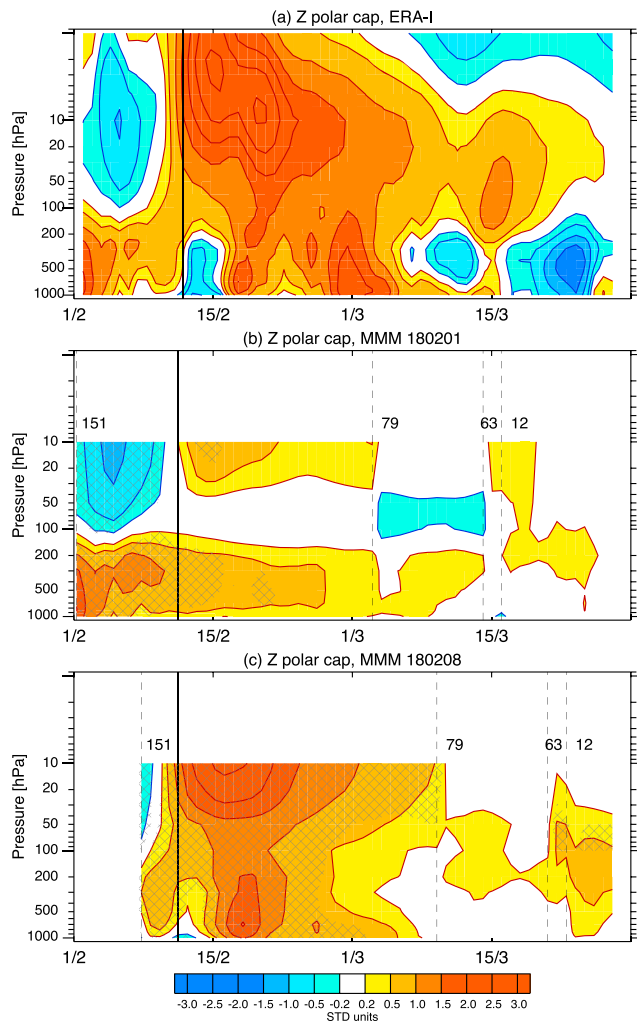 (a) Z polar cap, ERA-I
Pressure [hPa]
10
20
50
100
200
500
1000
1/2 15/2 1/3 15/3
(b) Z polar cap, MMM 180201
151 79 63 12
Pressure [hPa]
10
20
50
100
200
500
1000
1/2 15/2 1/3 15/3
(c) Z polar cap, MMM 180208
151 79 63 12
Pressure [hPa]
10
20
50
100
200
500
1000
1/2 15/2 1/3 15/3
-3.0 -2.5 -2.0 -1.5 -1.0 -0.5 -0.2 0.2 0.5 1.0 1.5 2.0 2.5 3.0
STD units